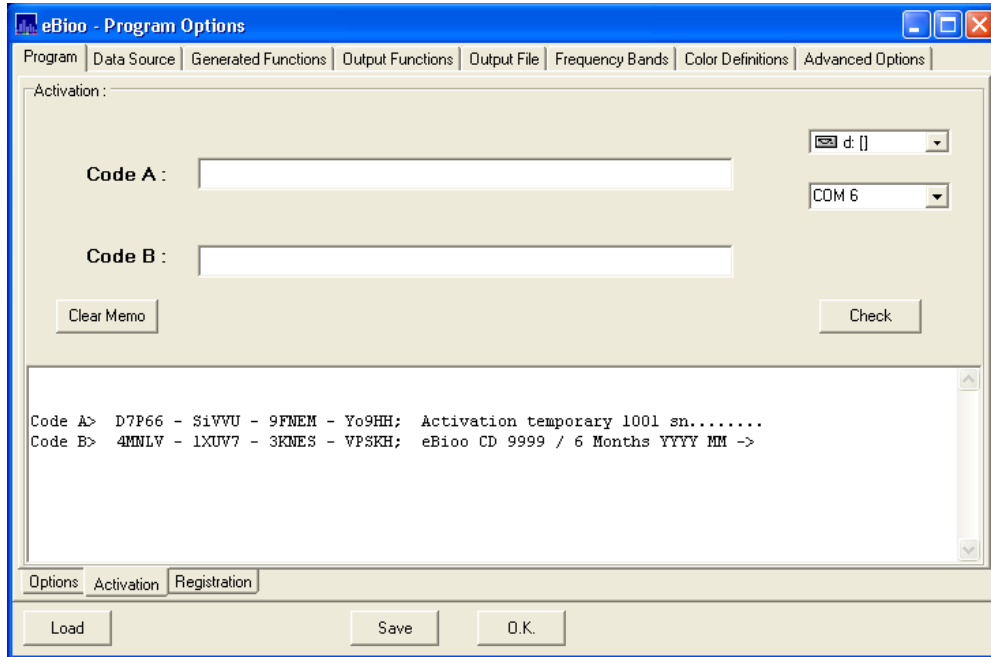 eBioo - Program Options
Program Data Source Generated Functions Output Functions Output File Frequency Bands Color Definitions Advanced Options
Activation :
d: []
Code A :
COM 6
Code B :
Clear Memo Check
Code A> D7P66 - SiVVU - 9FNEM - Yo9HH; Activation temporary 1001 sn........
Code B> 4MNLV - 1XUV7 - 3KNES - VPSKH; eBioo CD 9999 / 6 Months YYYY MM ->
Options Activation Registration
Load Save O.K.